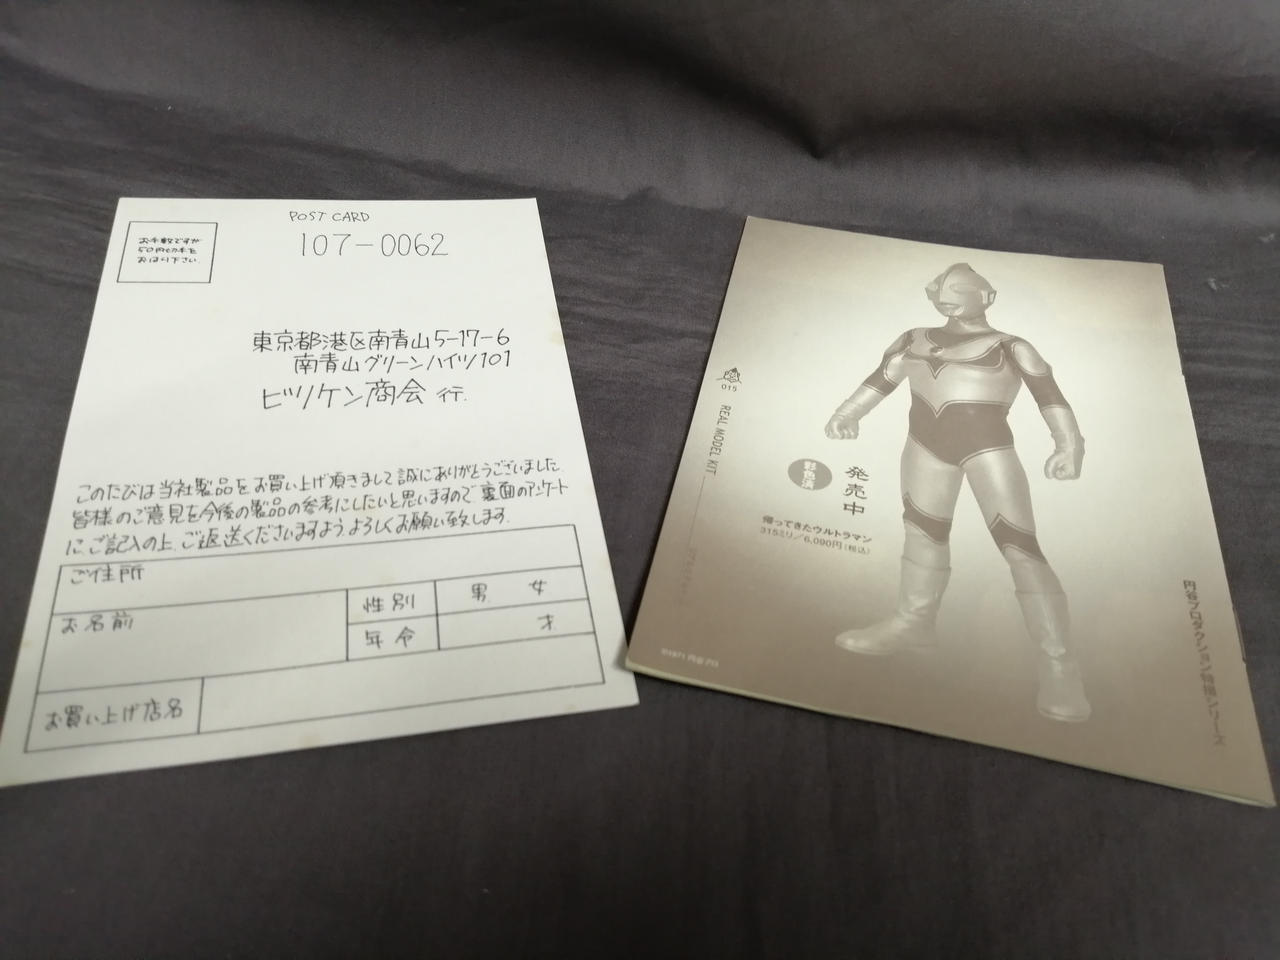 POST CARD
107-0062
お手数ですが
50円切手を
おはり下さい.
東京都港区南青山5-17-6
南青山グリーンハイツ101
ビリケン商会 行.
このたびは当社製品をお買い上げ頂きまして誠にありがとうございました.
皆様のご意見を今後の製品の参考にしたいと思いますので裏面のアンケート
に、ご記入の上、ご返送くださいますよう、よろしくお願い致します.
ご住所
お名前
性別
男 女
年令
才
お買い上げ店名
015
REAL MODEL KIT
彩色済
発売中
帰ってきたウルトラマン
315ミリ/6,090円(税込)
©1971 円谷プロ
円谷プロダクション特撮シリーズ